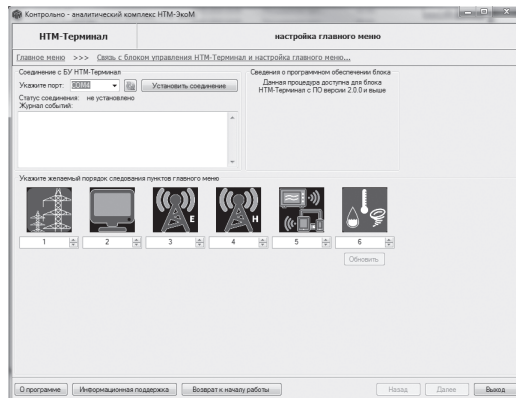 Контрольно - аналитический комплекс НТМ-ЭкоМ
НТМ-Терминал
настройка главного меню
Главное меню >>> Связь с блоком управления НТМ-Терминал и настройка главного меню...
Соединение с БУ НТМ-Терминал
Укажите порт: COM4 Установить соединение
Статус соединения: не установлено
Журнал событий:
Сведения о программном обеспечении блока
Данная процедура доступна для блока
НТМ-Терминал с ПО версии 2.0.0 и выше
Укажите желаемый порядок следования пунктов главного меню
E
H
1 2 3 4 5 6
Обновить
О программе Информационная поддержка Возврат к началу работы Назад Далее Выход